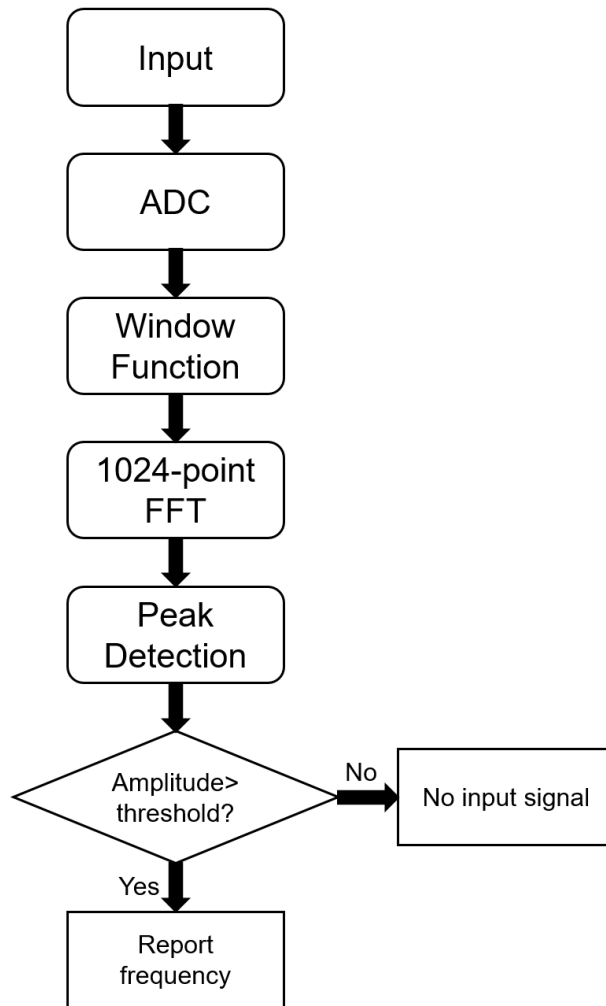 Input
ADC
Window
Function
1024-point
FFT
Peak
Detection
Amplitude>
threshold?
No
No input signal
Yes
Report
frequency